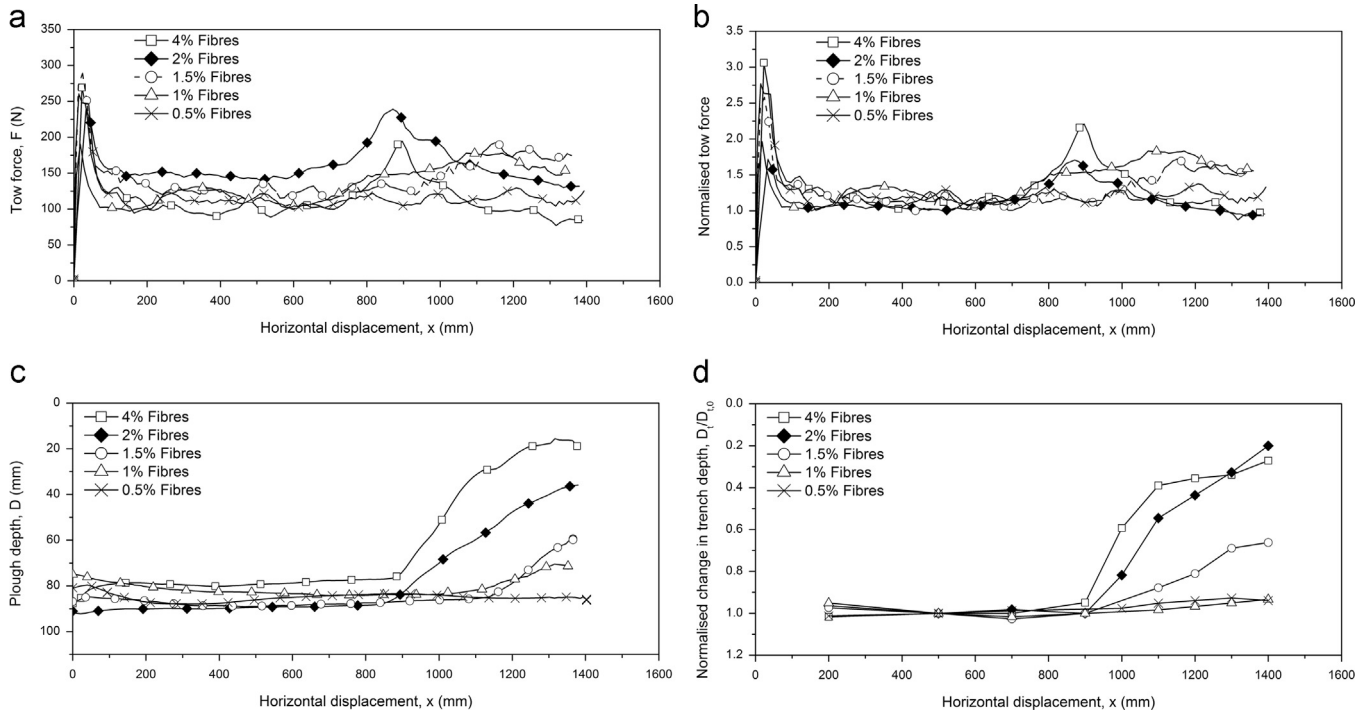 a
350
300
250
200
150
100
50
0
Tow force, F (N)
4% Fibres
2% Fibres
1.5% Fibres
1% Fibres
0.5% Fibres
0 200 400 600 800 1000 1200 1400 1600
Horizontal displacement, x (mm)
b
3.5
3.0
2.5
2.0
1.5
1.0
0.5
0.0
Normalised tow force
4% Fibres
2% Fibres
1.5% Fibres
1% Fibres
0.5% Fibres
0 200 400 600 800 1000 1200 1400 1600
Horizontal displacement, x (mm)
c
0
20
40
60
80
100
Plough depth, D (mm)
4% Fibres
2% Fibres
1.5% Fibres
1% Fibres
0.5% Fibres
0 200 400 600 800 1000 1200 1400 1600
Horizontal displacement, x (mm)
d
0.0
0.2
0.4
0.6
0.8
1.0
1.2
Normalised change in trench depth, Dt/Dt,0
4% Fibres
2% Fibres
1.5% Fibres
1% Fibres
0.5% Fibres
0 200 400 600 800 1000 1200 1400 1600
Horizontal displacement, x (mm)